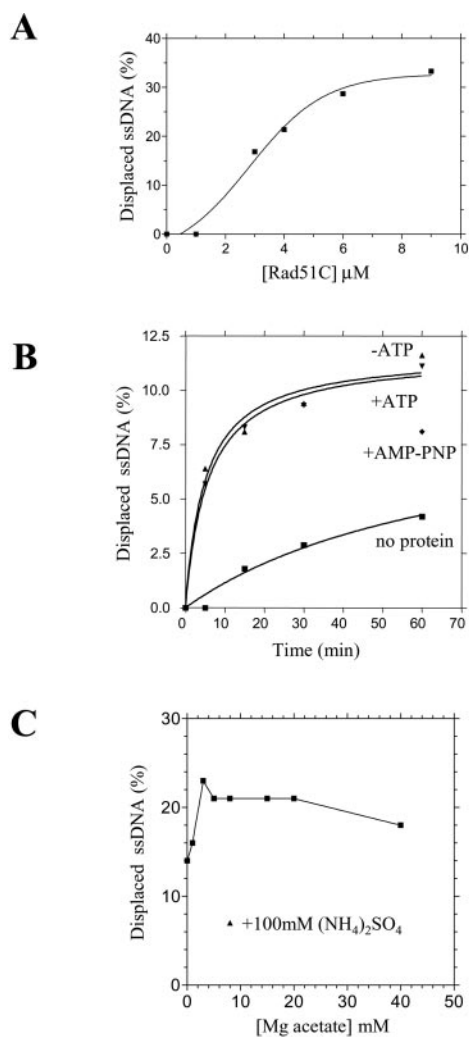 A
Displaced ssDNA (%)
40
30
20
10
0
0 2 4 6 8 10
[Rad51C] µM
B
Displaced ssDNA (%)
12.5
10.0
7.5
5.0
2.5
0.0
-ATP
+ATP
+AMP-PNP
no protein
0 10 20 30 40 50 60 70
Time (min)
C
Displaced ssDNA (%)
30
20
10
0
+100mM (NH4)2SO4
0 10 20 30 40 50
[Mg acetate] mM